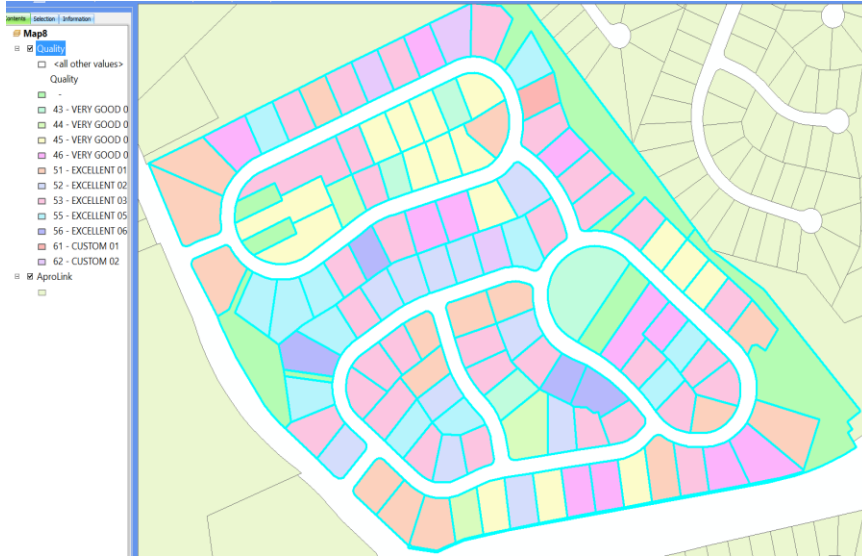 Selection Information
Map8
Quality
<all other values>
Quality
-
43 - VERY GOOD 0
44 - VERY GOOD 0
45 - VERY GOOD 0
46 - VERY GOOD 0
51 - EXCELLENT 01
52 - EXCELLENT 02
53 - EXCELLENT 03
55 - EXCELLENT 05
56 - EXCELLENT 06
61 - CUSTOM 01
62 - CUSTOM 02
AproLink